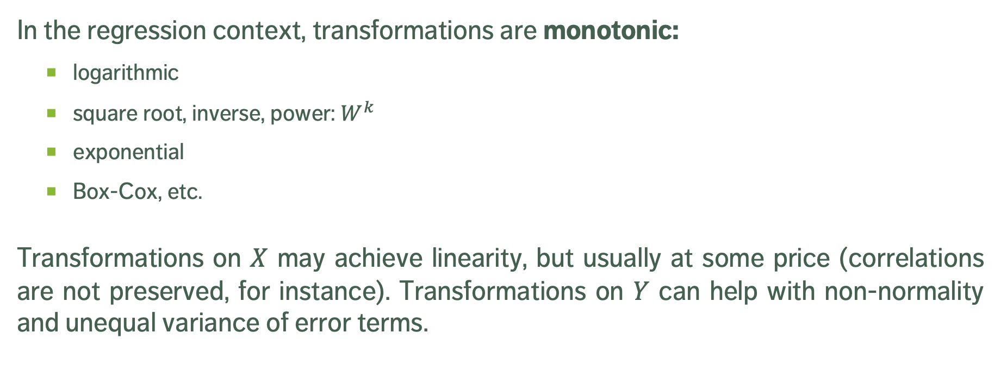 In the regression context, transformations are monotonic:
▪ logarithmic
▪ square root, inverse, power: 𝑊ᵏ
▪ exponential
▪ Box-Cox, etc.
Transformations on 𝑋 may achieve linearity, but usually at some price (correlations
are not preserved, for instance). Transformations on 𝑌 can help with non-normality
and unequal variance of error terms.